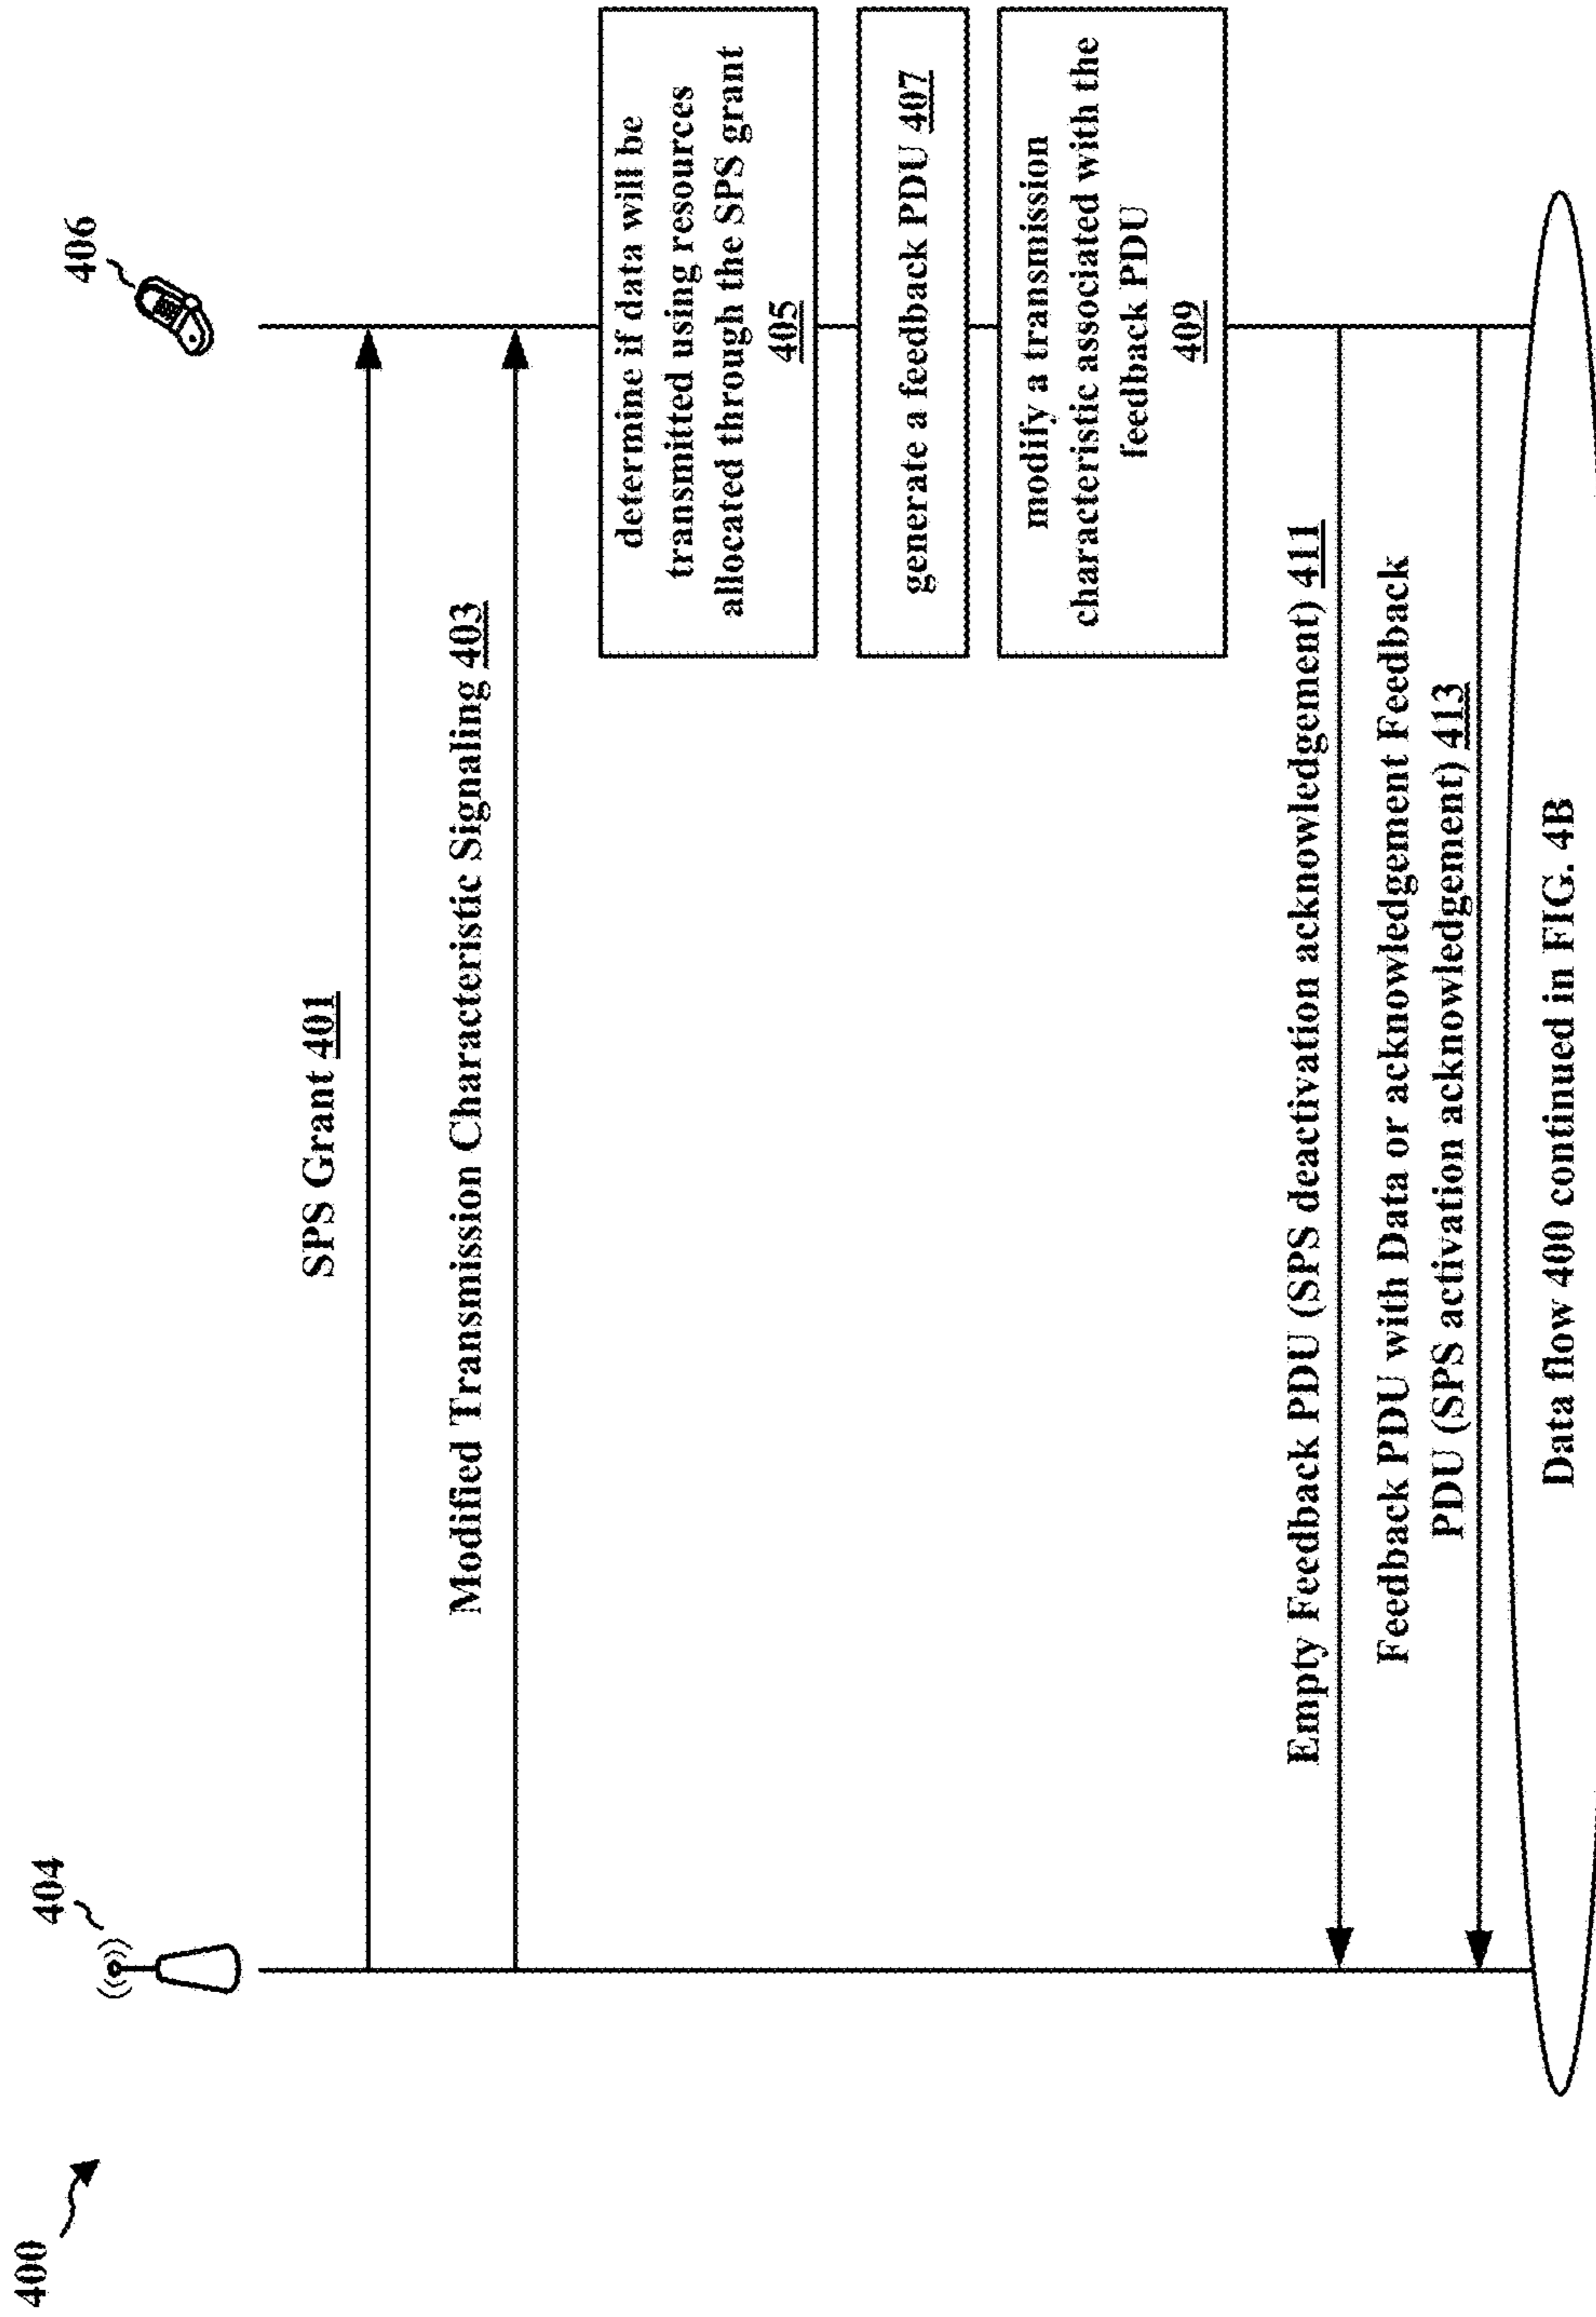 400
404
406
SPS Grant 401
Modified Transmission Characteristic Signaling 403
determine if data will be
transmitted using resources
allocated through the SPS grant
405
generate a feedback PDU 407
modify a transmission
characteristic associated with the
feedback PDU
409
Empty Feedback PDU (SPS deactivation acknowledgement) 411
Feedback PDU with Data or acknowledgement Feedback
PDU (SPS activation acknowledgement) 413
Data flow 400 continued in FIG. 4B